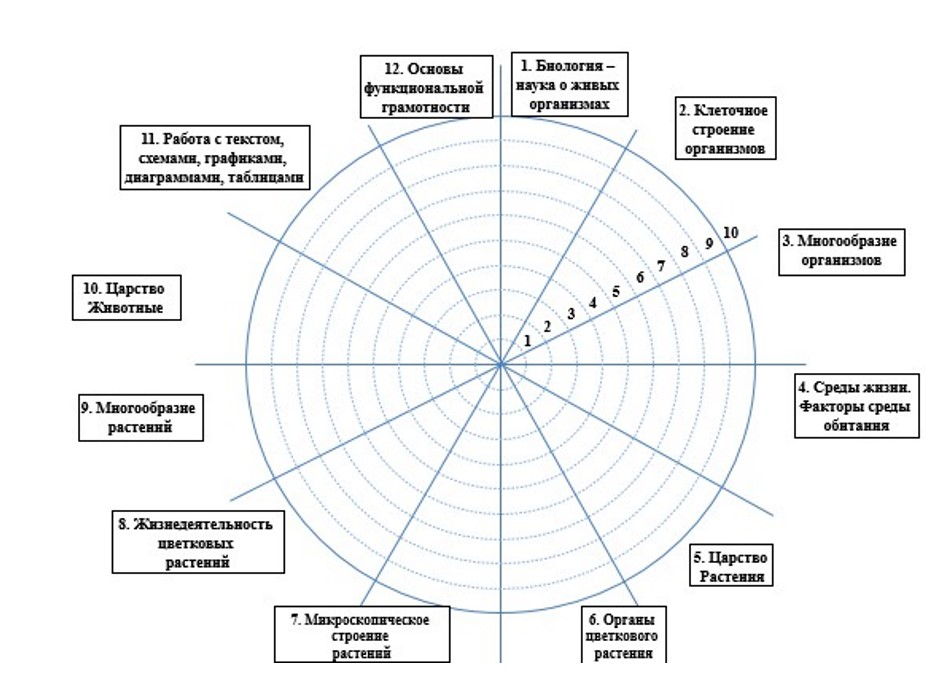 12. Основы
функциональной
грамотности
1. Биология –
наука о живых
организмах
2. Клеточное
строение
организмов
11. Работа с текстом,
схемами, графиками,
диаграммами, таблицами
3. Многообразие
организмов
10
9
8
7
6
5
4
3
2
1
10. Царство
Животные
4. Среды жизни.
Факторы среды
обитания
9. Многообразие
растений
8. Жизнедеятельность
цветковых
растений
5. Царство
Растения
7. Микроскопическое
строение
растений
6. Органы
цветкового
растения